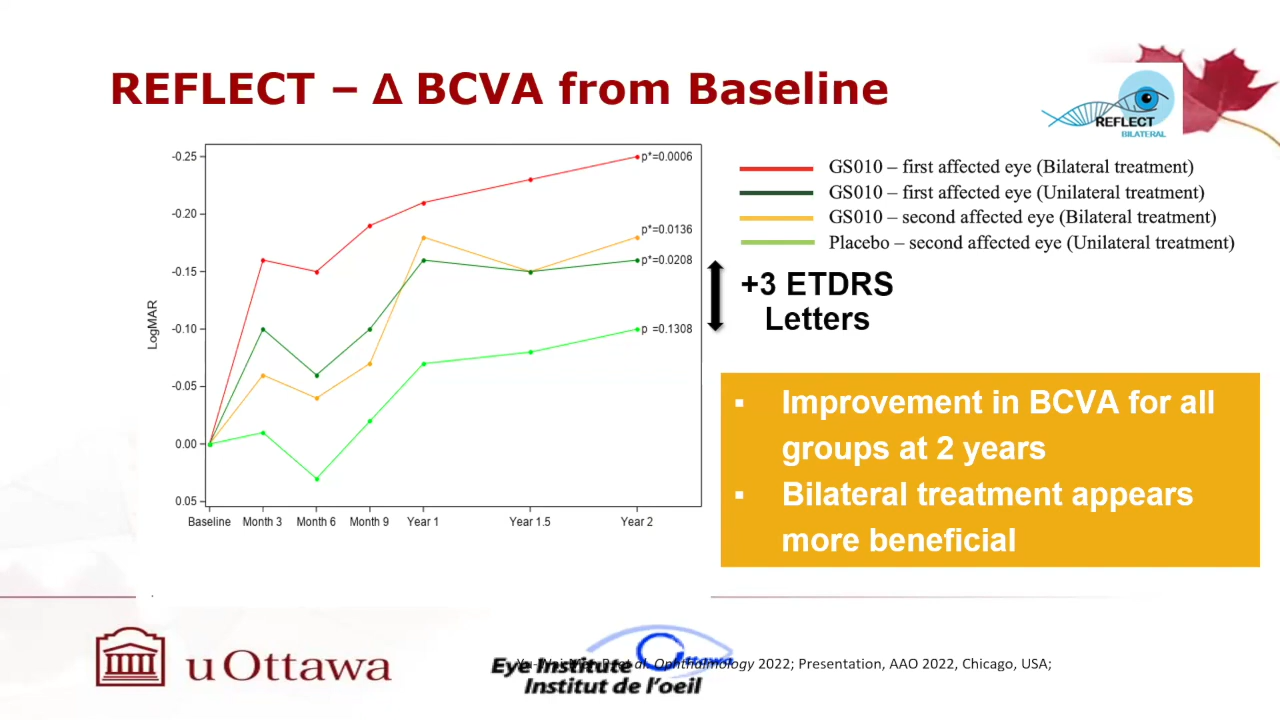 REFLECT – Δ BCVA from Baseline
REFLECT
BILATERAL
-0.25
-0.20
-0.15
-0.10
-0.05
0.00
0.05
LogMAR
Baseline Month 3 Month 6 Month 9 Year 1 Year 1.5 Year 2
p*=0.0006
p*=0.0136
p*=0.0208
p =0.1308
GS010 – first affected eye (Bilateral treatment)
GS010 – first affected eye (Unilateral treatment)
GS010 – second affected eye (Bilateral treatment)
Placebo – second affected eye (Unilateral treatment)
+3 ETDRS
Letters
▪ Improvement in BCVA for all
groups at 2 years
▪ Bilateral treatment appears
more beneficial
uOttawa
Eye Institute
Institut de l'oeil
et al. Ophthalmology 2022; Presentation, AAO 2022, Chicago, USA;